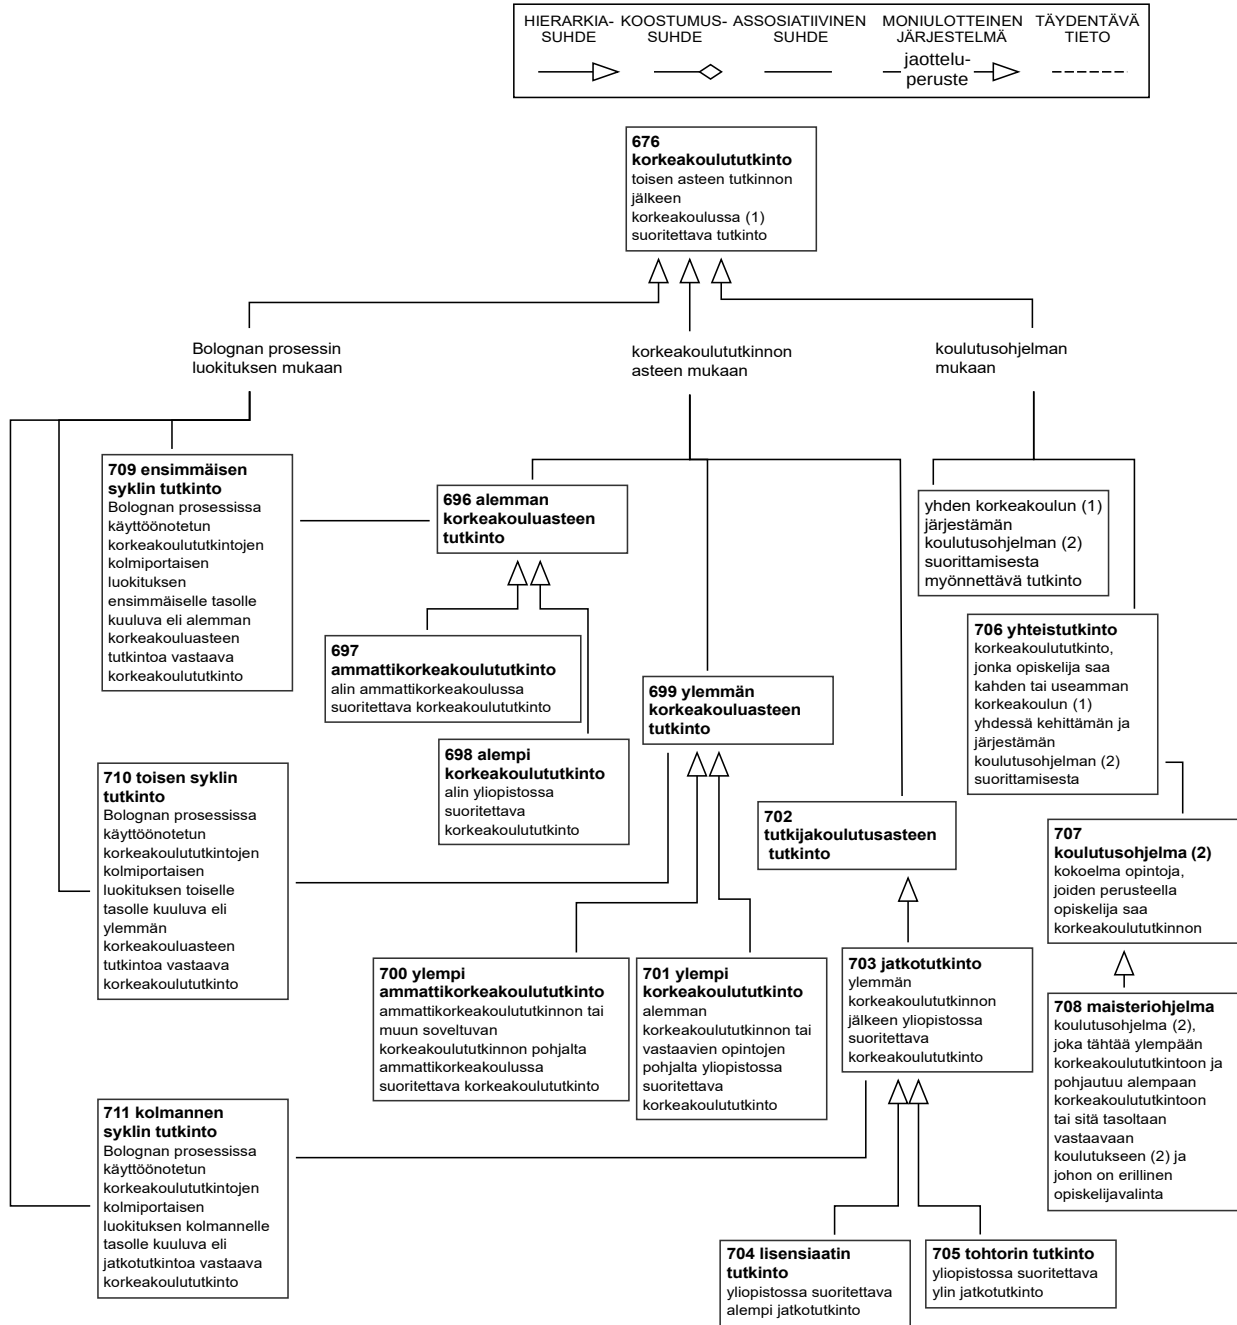 HIERARKIA-
SUHDE
KOOSTUMUS-
SUHDE
ASSOSIATIIVINEN
SUHDE
MONIULOTTEINEN
JÄRJESTELMÄ
TÄYDENTÄVÄ
TIETO
jaottelu-
peruste
676
korkeakoulututkinto
toisen asteen tutkinnon
jälkeen
korkeakoulussa (1)
suoritettava tutkinto
Bolognan prosessin
luokituksen mukaan
korkeakoulututkinnon
asteen mukaan
koulutusohjelman
mukaan
709 ensimmäisen
syklin tutkinto
Bolognan prosessissa
käyttöönotetun
korkeakoulututkintojen
kolmiportaisen
luokituksen
ensimmäiselle tasolle
kuuluva eli alemman
korkeakouluasteen
tutkintoa vastaava
korkeakoulututkinto
696 alemman
korkeakouluasteen
tutkinto
yhden korkeakoulun (1)
järjestämän
koulutusohjelman (2)
suorittamisesta
myönnettävä tutkinto
697
ammattikorkeakoulututkinto
alin ammattikorkeakoulussa
suoritettava korkeakoulututkinto
706 yhteistutkinto
korkeakoulututkinto,
jonka opiskelija saa
kahden tai useamman
korkeakoulun (1)
yhdessä kehittämän ja
järjestämän
koulutusohjelman (2)
suorittamisesta
699 ylemmän
korkeakouluasteen
tutkinto
698 alempi
korkeakoulututkinto
alin yliopistossa
suoritettava
korkeakoulututkinto
710 toisen syklin
tutkinto
Bolognan prosessissa
käyttöönotetun
korkeakoulututkintojen
kolmiportaisen
luokituksen toiselle
tasolle kuuluva eli
ylemmän
korkeakouluasteen
tutkintoa vastaava
korkeakoulututkinto
702
tutkijakoulutusasteen
tutkinto
707
koulutusohjelma (2)
kokoelma opintoja,
joiden perusteella
opiskelija saa
korkeakoulututkinnon
700 ylempi
ammattikorkeakoulututkinto
ammattikorkeakoulututkinnon tai
muun soveltuvan
korkeakoulututkinnon pohjalta
ammattikorkeakoulussa
suoritettava korkeakoulututkinto
701 ylempi
korkeakoulututkinto
alemman
korkeakoulututkinnon tai
vastaavien opintojen
pohjalta yliopistossa
suoritettava
korkeakoulututkinto
703 jatkotutkinto
ylemmän
korkeakoulututkinnon
jälkeen yliopistossa
suoritettava
korkeakoulututkinto
708 maisteriohjelma
koulutusohjelma (2),
joka tähtää ylempään
korkeakoulututkintoon ja
pohjautuu alempaan
korkeakoulututkintoon
tai sitä tasoltaan
vastaavaan
koulutukseen (2) ja
johon on erillinen
opiskelijavalinta
711 kolmannen
syklin tutkinto
Bolognan prosessissa
käyttöönotetun
korkeakoulututkintojen
kolmiportaisen
luokituksen kolmannelle
tasolle kuuluva eli
jatkotutkintoa vastaava
korkeakoulututkinto
704 lisensiaatin
tutkinto
yliopistossa suoritettava
alempi jatkotutkinto
705 tohtorin tutkinto
yliopistossa suoritettava
ylin jatkotutkinto